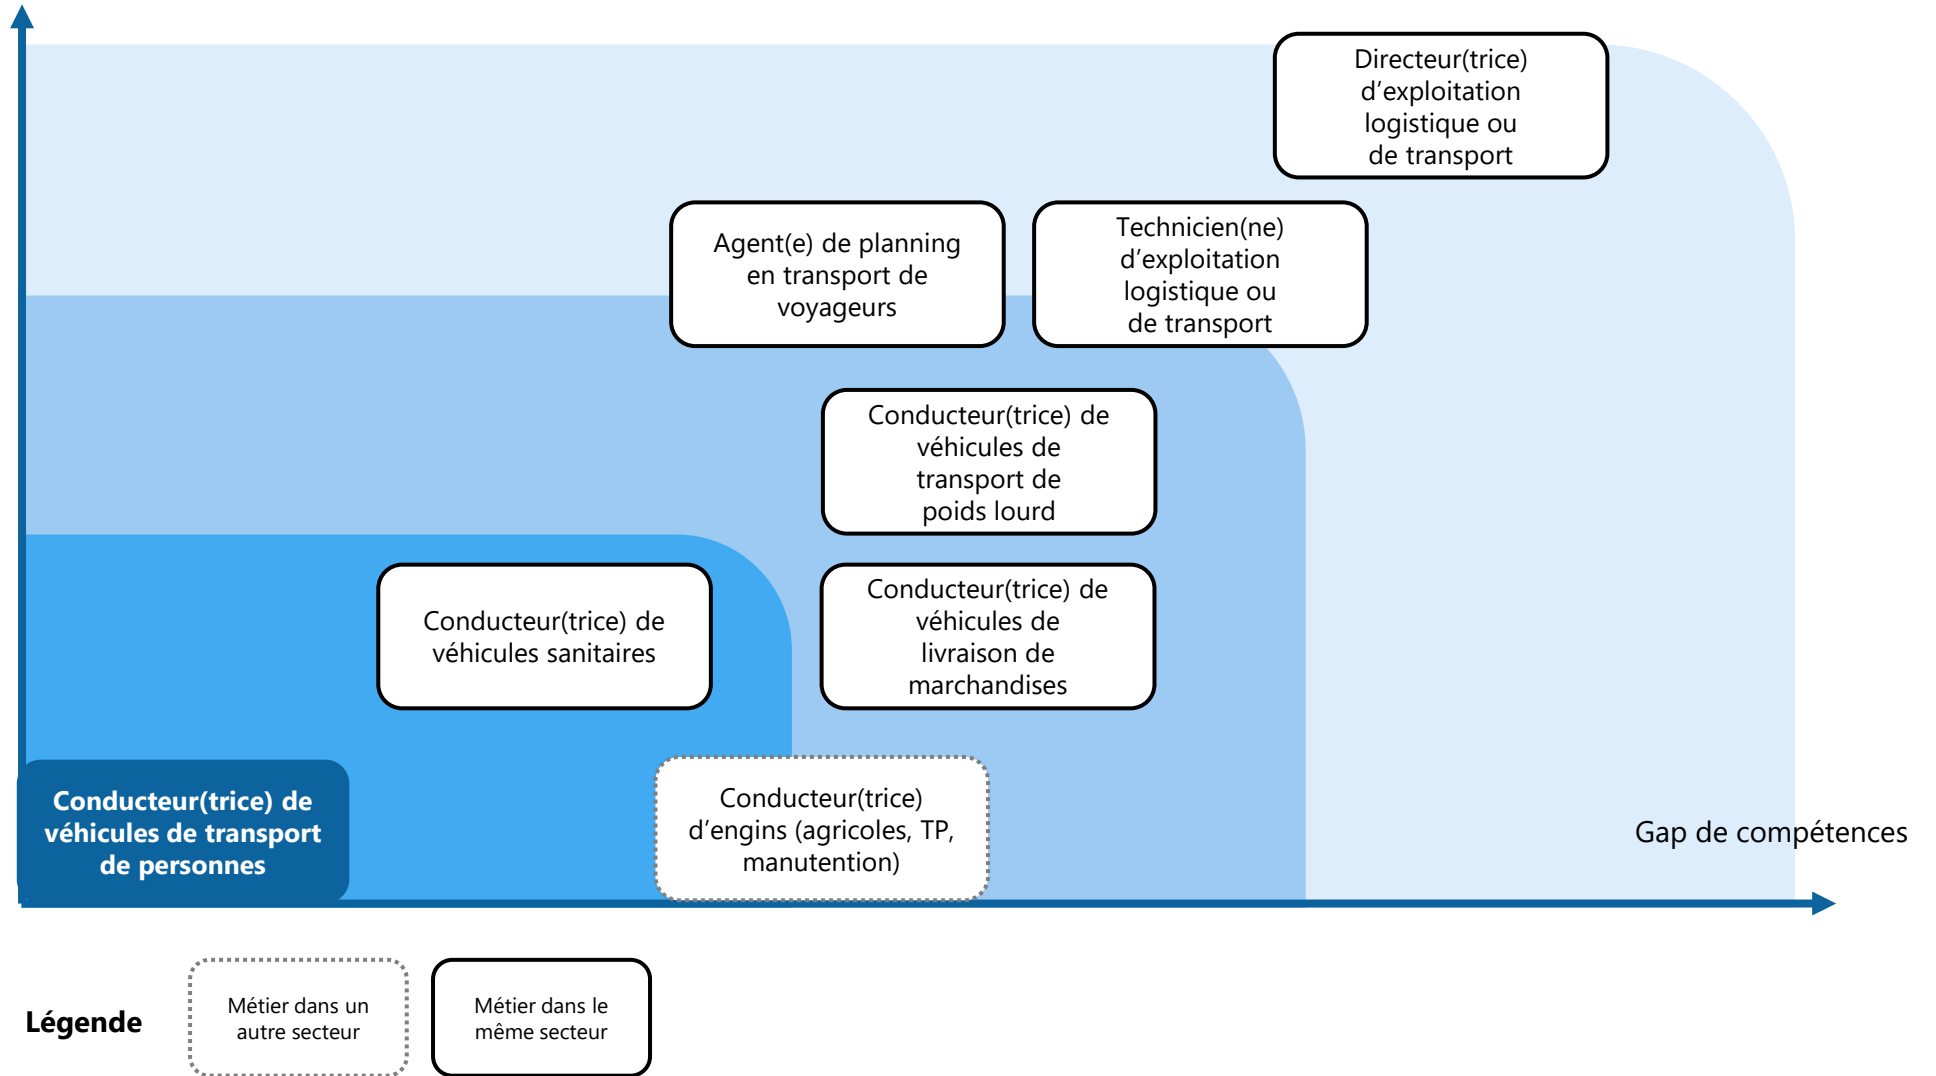 Directeur(trice)
d’exploitation
logistique ou
de transport
Agent(e) de planning
en transport de
voyageurs
Technicien(ne)
d’exploitation
logistique ou
de transport
Conducteur(trice) de
véhicules de
transport de
poids lourd
Conducteur(trice) de
véhicules sanitaires
Conducteur(trice) de
véhicules de
livraison de
marchandises
Conducteur(trice) de
véhicules de transport
de personnes
Conducteur(trice)
d’engins (agricoles, TP,
manutention)
Gap de compétences
Légende
Métier dans un
autre secteur
Métier dans le
même secteur